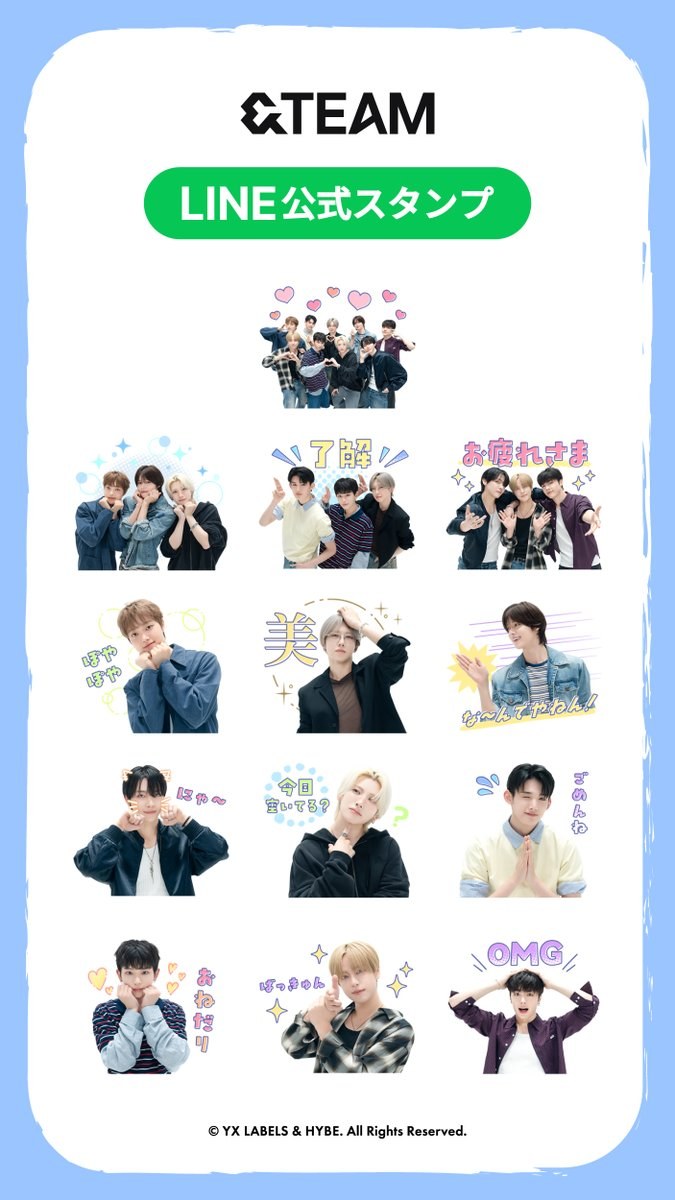 &TEAM
LINE公式スタンプ
了解
お疲れさま
ぽや
ぽや
美
な〜んでやねん!
にゃ〜
今日
空いてる?
?
ごめんね
おねだり
ばっきゅん
OMG
© YX LABELS & HYBE. All Rights Reserved.